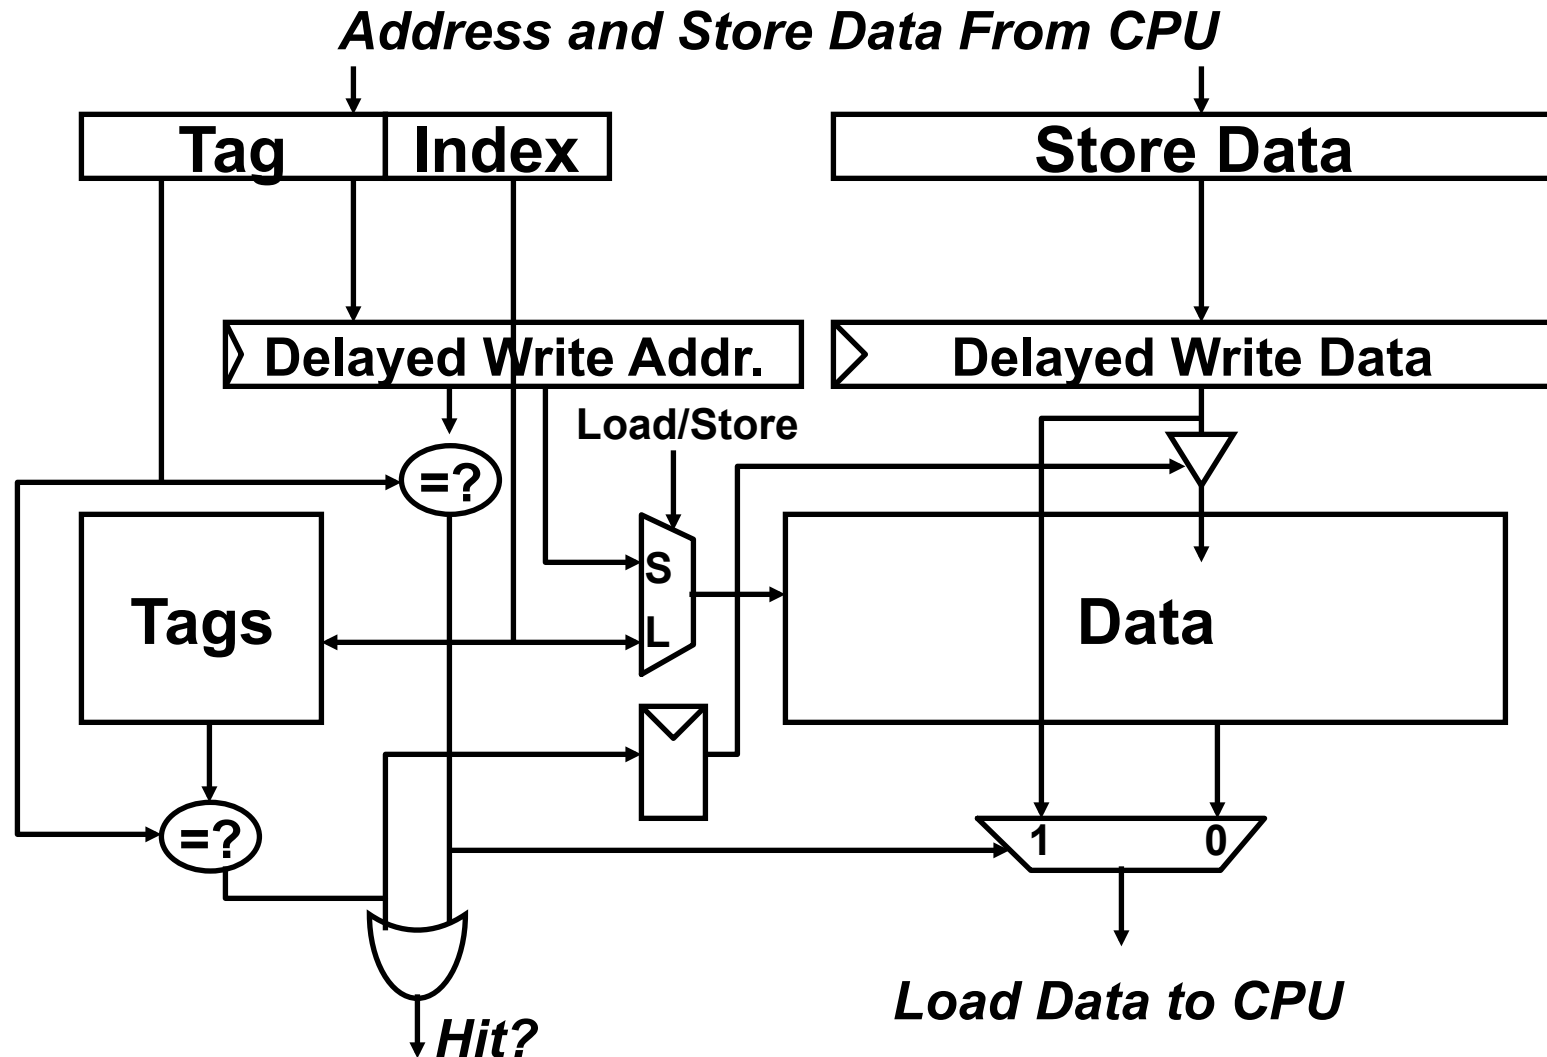 Address and Store Data From CPU
Tag Index Store Data
Delayed Write Addr. Delayed Write Data
Load/Store
=?
S
Tags Data
L
=? 1 0
Load Data to CPU
Hit?